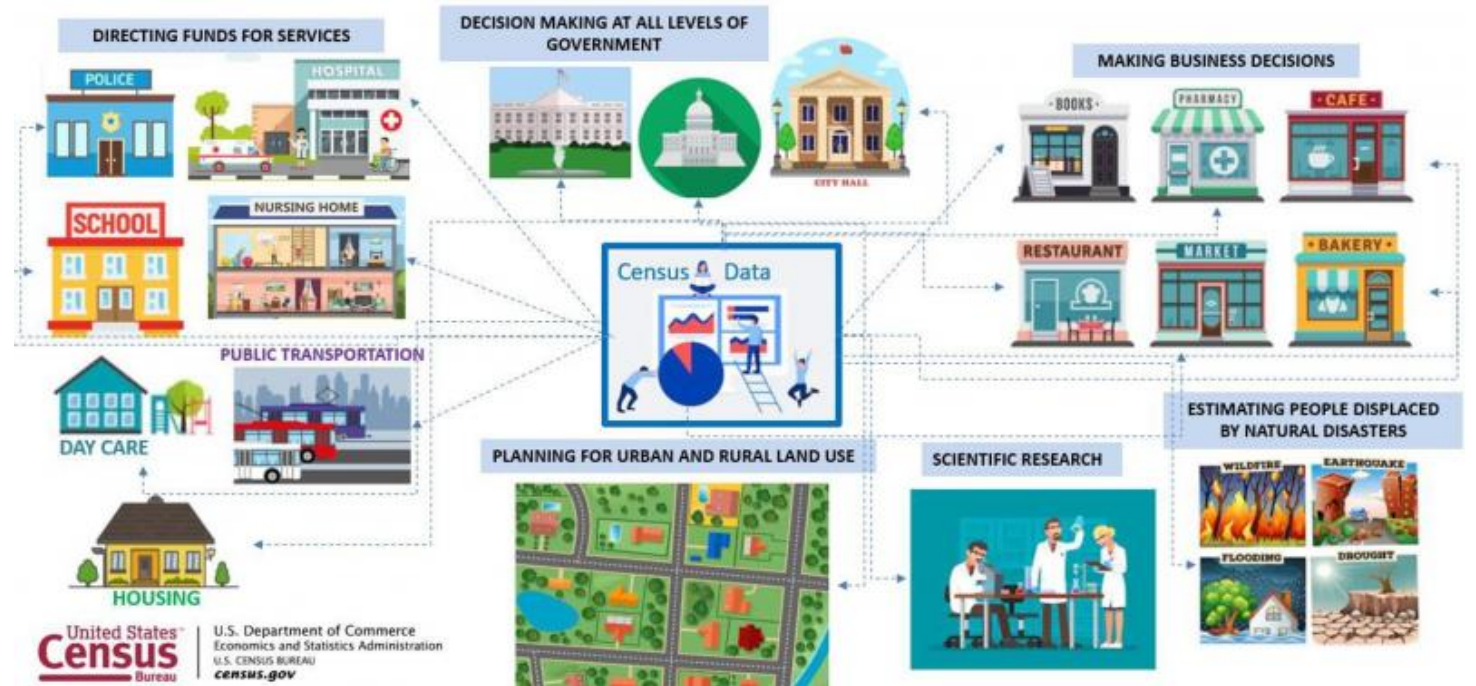 DIRECTING FUNDS FOR SERVICES
POLICE
HOSPITAL
SCHOOL
NURSING HOME
PUBLIC TRANSPORTATION
DAY CARE
HOUSING
DECISION MAKING AT ALL LEVELS OF
GOVERNMENT
CITY HALL
MAKING BUSINESS DECISIONS
BOOKS
PHARMACY
CAFE
RESTAURANT
MARKET
BAKERY
Census Data
PLANNING FOR URBAN AND RURAL LAND USE
SCIENTIFIC RESEARCH
ESTIMATING PEOPLE DISPLACED
BY NATURAL DISASTERS
WILDFIRE
EARTHQUAKE
FLOODING
DROUGHT
United States™
Census
Bureau
U.S. Department of Commerce
Economics and Statistics Administration
U.S. CENSUS BUREAU
census.gov